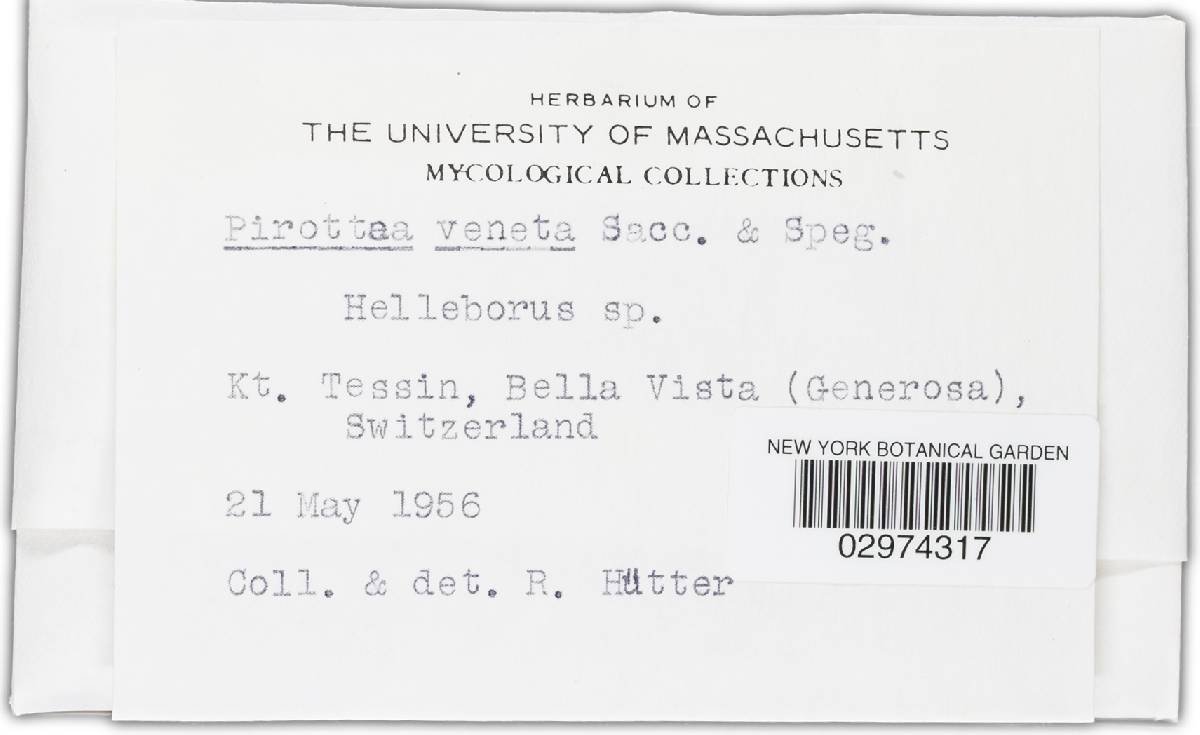 HERBARIUM OF
THE UNIVERSITY OF MASSACHUSETTS
MYCOLOGICAL COLLECTIONS
Pirottaa veneta Sacc. & Speg.
Helleborus sp.
Kt. Tessin, Bella Vista (Generosa),
Switzerland
NEW YORK BOTANICAL GARDEN
02974317
21 May 1956
Coll. & det. R. Hütter